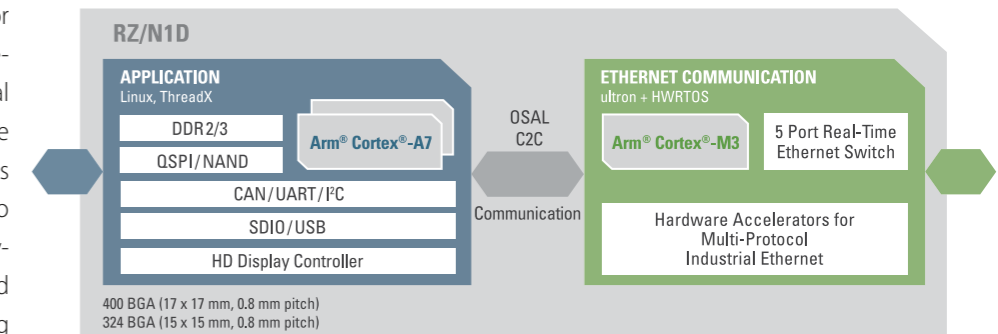 or
-
al
e
s
o
-
d
g
RZ/N1D
APPLICATION
Linux, ThreadX
DDR2/3
QSPI/NAND
Arm® Cortex®-A7
CAN/UART/I²C
SDIO/USB
HD Display Controller
OSAL
C2C
Communication
ETHERNET COMMUNICATION
ultron + HWRTOS
Arm® Cortex®-M3
5 Port Real-Time
Ethernet Switch
Hardware Accelerators for
Multi-Protocol
Industrial Ethernet
400 BGA (17 x 17 mm, 0.8 mm pitch)
324 BGA (15 x 15 mm, 0.8 mm pitch)